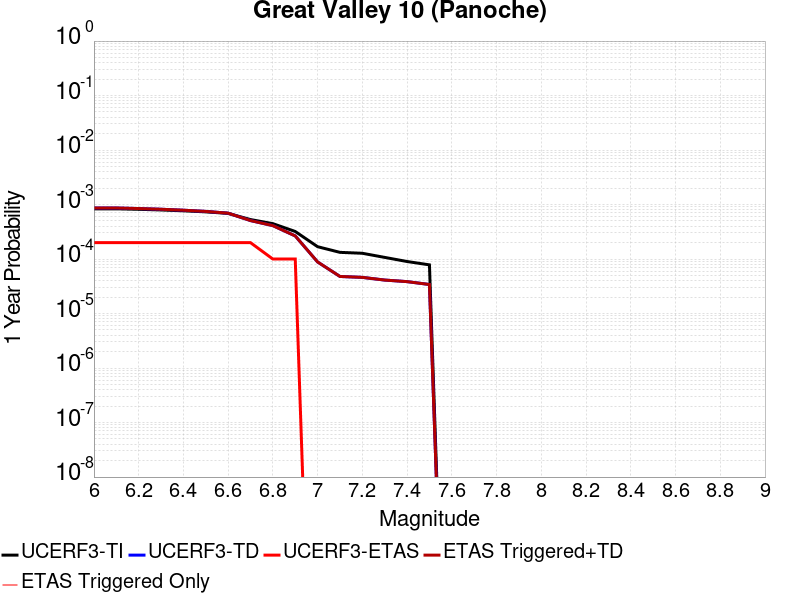 Great Valley 10 (Panoche)
10^0
10^-1
10^-2
10^-3
10^-4
10^-5
10^-6
10^-7
10^-8
1 Year Probability
6 6.2 6.4 6.6 6.8 7 7.2 7.4 7.6 7.8 8 8.2 8.4 8.6 8.8 9
Magnitude
UCERF3-TI UCERF3-TD UCERF3-ETAS ETAS Triggered+TD
ETAS Triggered Only